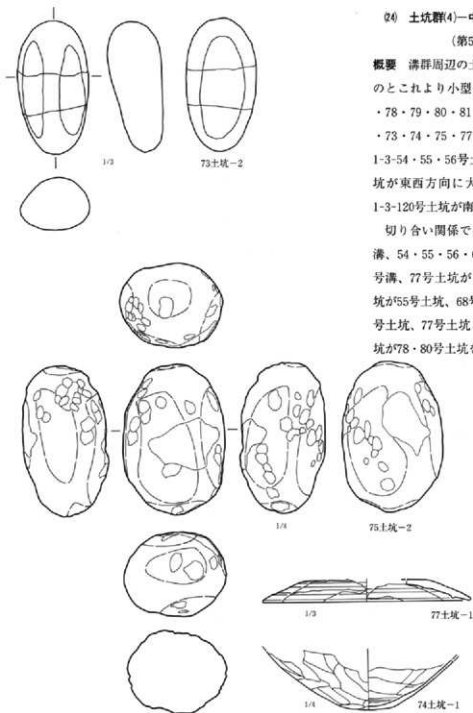 ⒁ 土坑群(4)―
(第5
概要 溝群周辺の土
のとこれより小型
・78・79・80・81
・73・74・75・77
1-3-54・55・56号土
坑が東西方向に大
1-3-120号土坑が南
切り合い関係で
溝、54・55・56・
号溝、77号土坑が
坑が55号土坑、68号
号土坑、77号土坑
坑が78・80号土坑を
1/3
73土坑−2
1/4
75土坑−2
1/3
77土坑−1
1/4
74土坑−1